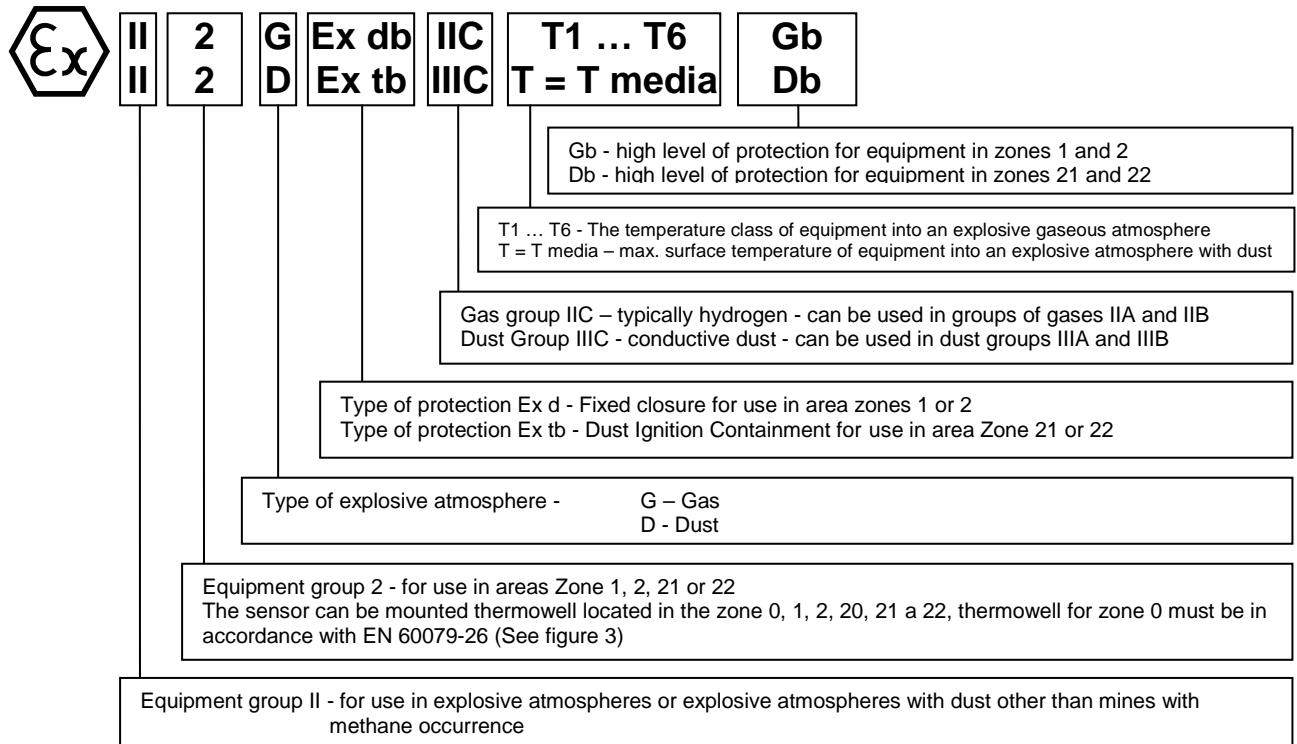 Ex II 2 G Ex db IIC T1 … T6 Gb
II 2 D Ex tb IIIC T = T media Db
Gb - high level of protection for equipment in zones 1 and 2
Db - high level of protection for equipment in zones 21 and 22
T1 … T6 - The temperature class of equipment into an explosive gaseous atmosphere
T = T media – max. surface temperature of equipment into an explosive atmosphere with dust
Gas group IIC – typically hydrogen - can be used in groups of gases IIA and IIB
Dust Group IIIC - conductive dust - can be used in dust groups IIIA and IIIB
Type of protection Ex d - Fixed closure for use in area zones 1 or 2
Type of protection Ex tb - Dust Ignition Containment for use in area Zone 21 or 22
Type of explosive atmosphere - G – Gas
D - Dust
Equipment group 2 - for use in areas Zone 1, 2, 21 or 22
The sensor can be mounted thermowell located in the zone 0, 1, 2, 20, 21 a 22, thermowell for zone 0 must be in
accordance with EN 60079-26 (See figure 3)
Equipment group II - for use in explosive atmospheres or explosive atmospheres with dust other than mines with
methane occurrence